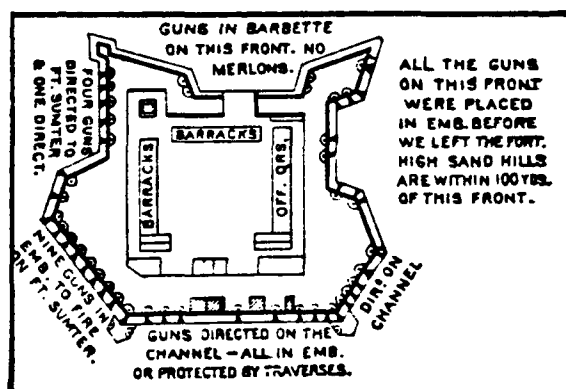 GUNS IN BARBETTE
ON THIS FRONT. NO
MERLONS.
ALL THE GUNS
ON THIS FRONT
WERE PLACED
IN EMB. BEFORE
WE LEFT THE FORT.
HIGH SAND HILLS
ARE WITHIN 100 YDS.
OF THIS FRONT.
FOUR GUNS
DIRECTED TO
FT. SUMTER
& ONE DIRECT.
BARRACKS
BARRACKS
OFF. QRS.
NINE GUNS IN
EMB. TO FIRE
ON FT. SUMTER.
DIR. ON
CHANNEL
GUNS DIRECTED ON THE
CHANNEL – ALL IN EMB.
OR PROTECTED BY TRAVERSES.